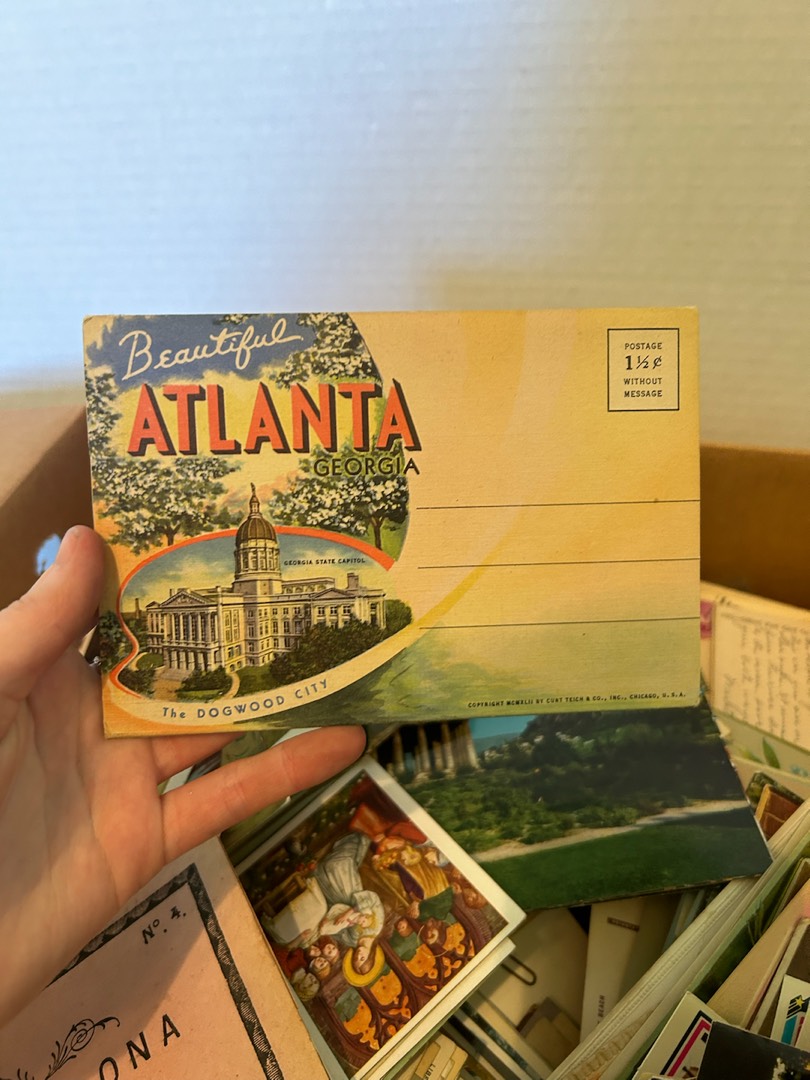 Beautiful
ATLANTA
GEORGIA
GEORGIA STATE CAPITOL
The DOGWOOD CITY
POSTAGE
1½¢
WITHOUT
MESSAGE
COPYRIGHT MCMXLII BY CURT TEICH & CO., INC., CHICAGO, U.S.A.
No. 4.
ONA